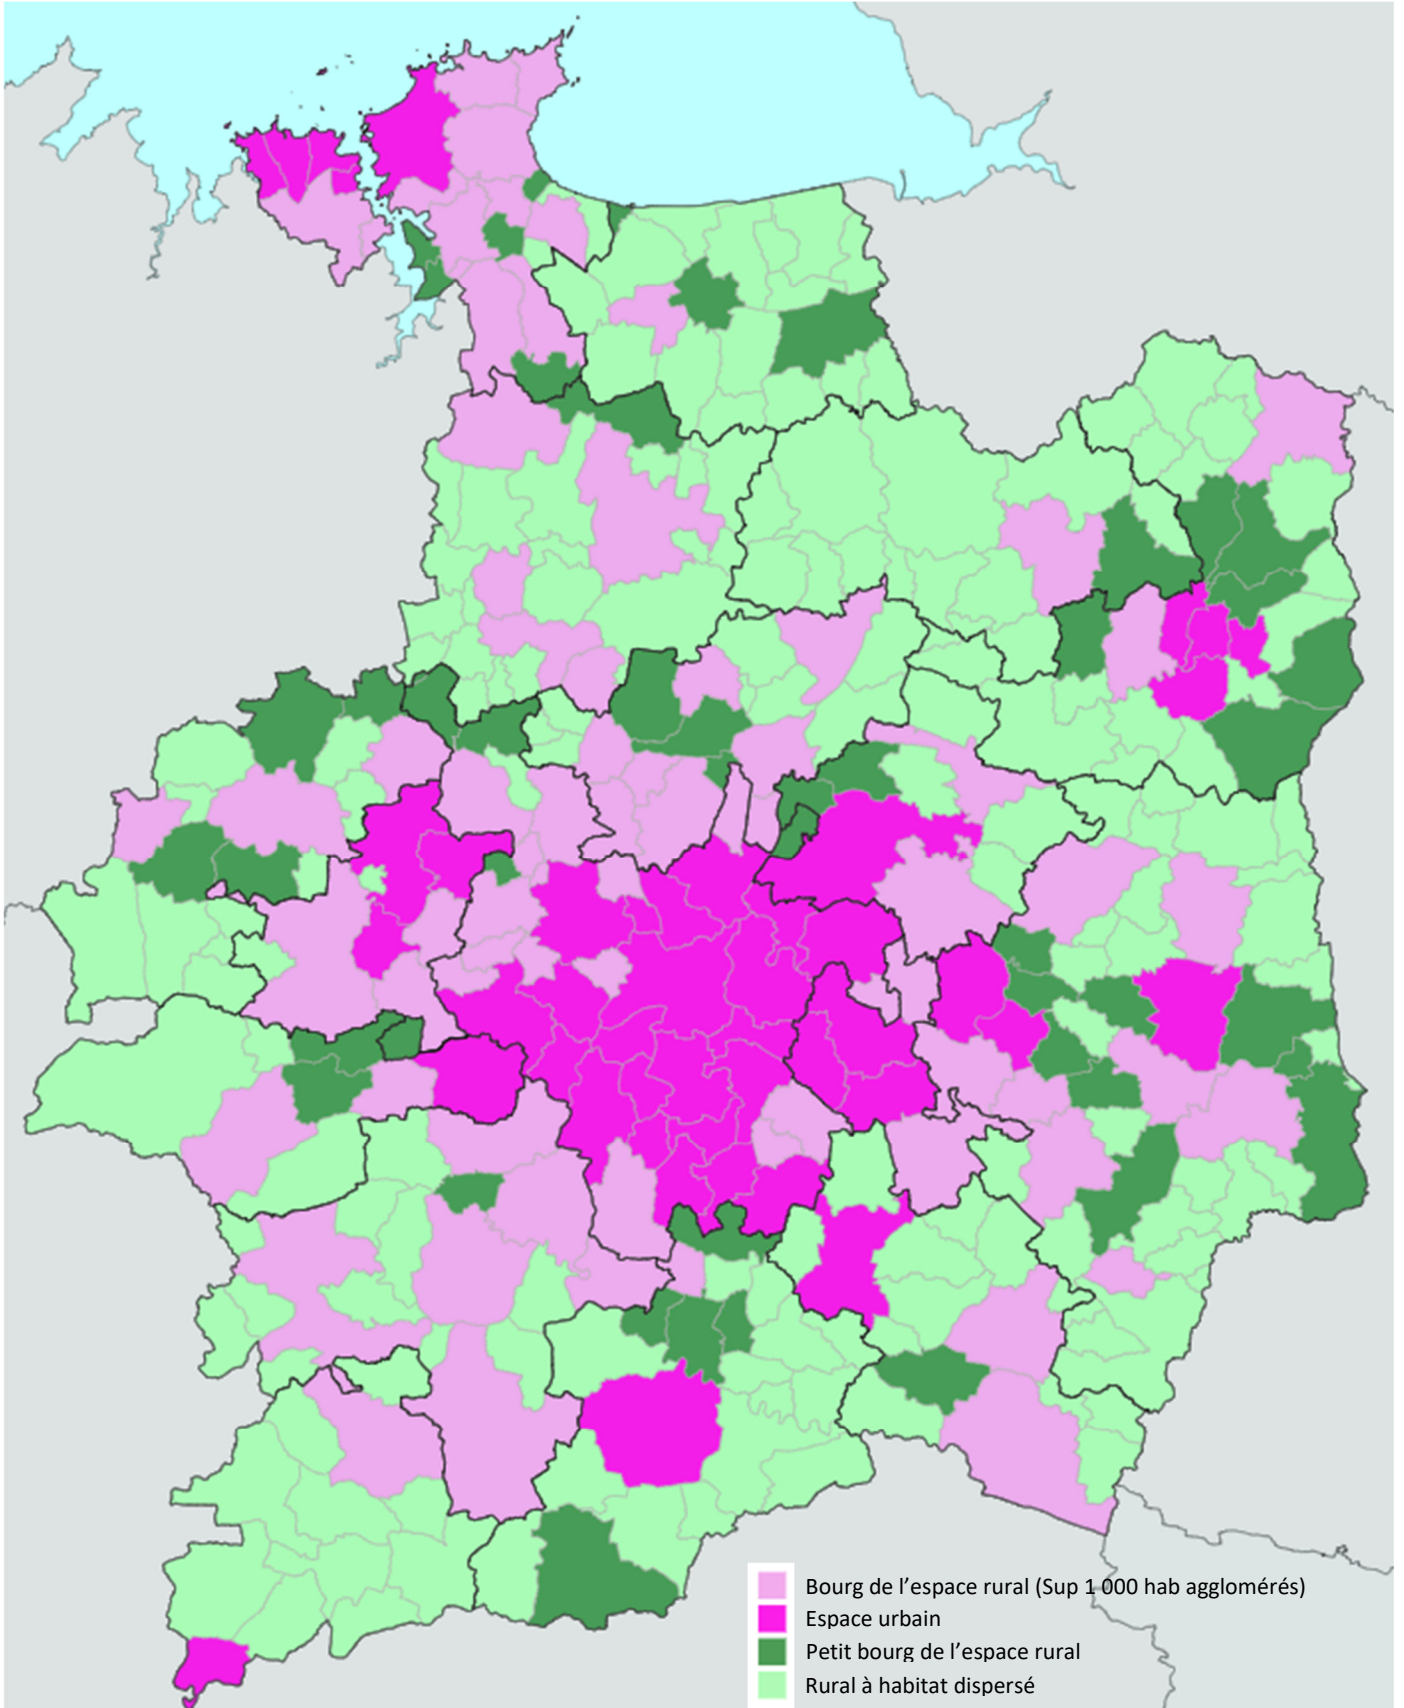 Bourg de l’espace rural (Sup 1 000 hab agglomérés)
Espace urbain
Petit bourg de l’espace rural
Rural à habitat dispersé